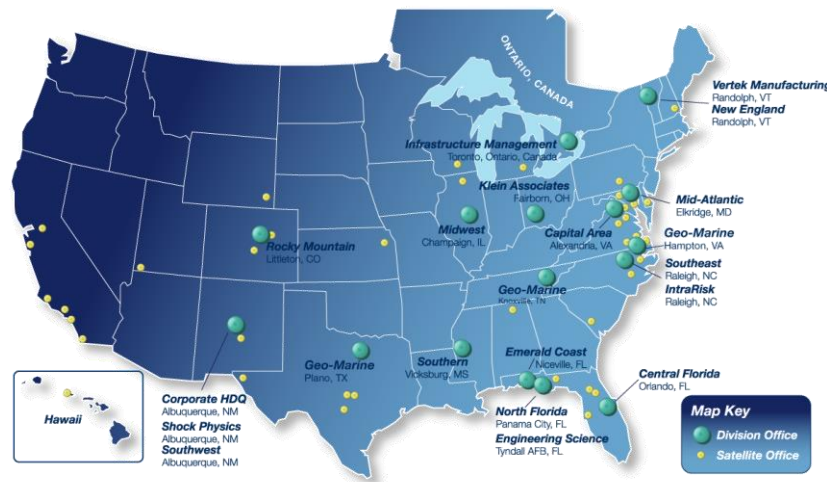 ONTARIO, CANADA
Vertek Manufacturing
Randolph, VT
New England
Randolph, VT
Infrastructure Management
Toronto, Ontario, Canada
Klein Associates
Fairborn, OH
Mid-Atlantic
Elkridge, MD
Midwest
Champaign, IL
Capital Area
Alexandria, VA
Geo-Marine
Hampton, VA
Rocky Mountain
Littleton, CO
Southeast
Raleigh, NC
IntraRisk
Raleigh, NC
Geo-Marine
Knoxville, TN
Geo-Marine
Plano, TX
Southern
Vicksburg, MS
Emerald Coast
Niceville, FL
Central Florida
Orlando, FL
Corporate HDQ
Albuquerque, NM
Shock Physics
Albuquerque, NM
Southwest
Albuquerque, NM
North Florida
Panama City, FL
Engineering Science
Tyndall AFB, FL
Hawaii
Map Key
Division Office
Satellite Office